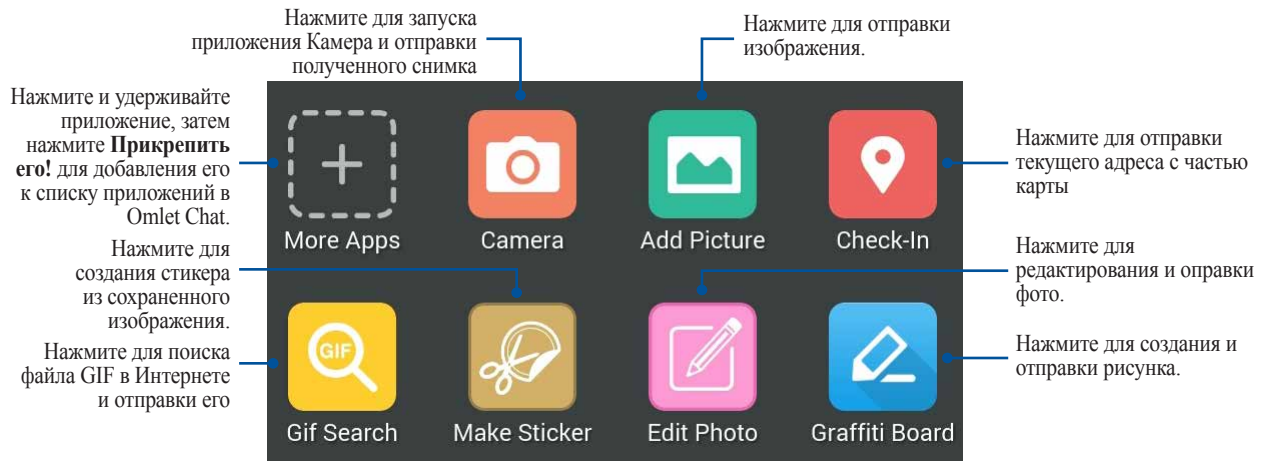 Нажмите для запуска
приложения Камера и отправки
полученного снимка
Нажмите для отправки
изображения.
Нажмите и удерживайте
приложение, затем
нажмите Прикрепить
его! для добавления его
к списку приложений в
Omlet Chat.
Нажмите для отправки
текущего адреса с частью
карты
More Apps
Camera
Add Picture
Check-In
Нажмите для
создания стикера
из сохраненного
изображения.
Нажмите для
редактирования и оправки
фото.
Нажмите для поиска
файла GIF в Интернете
и отправки его
GIF
Нажмите для создания и
отправки рисунка.
Gif Search
Make Sticker
Edit Photo
Graffiti Board